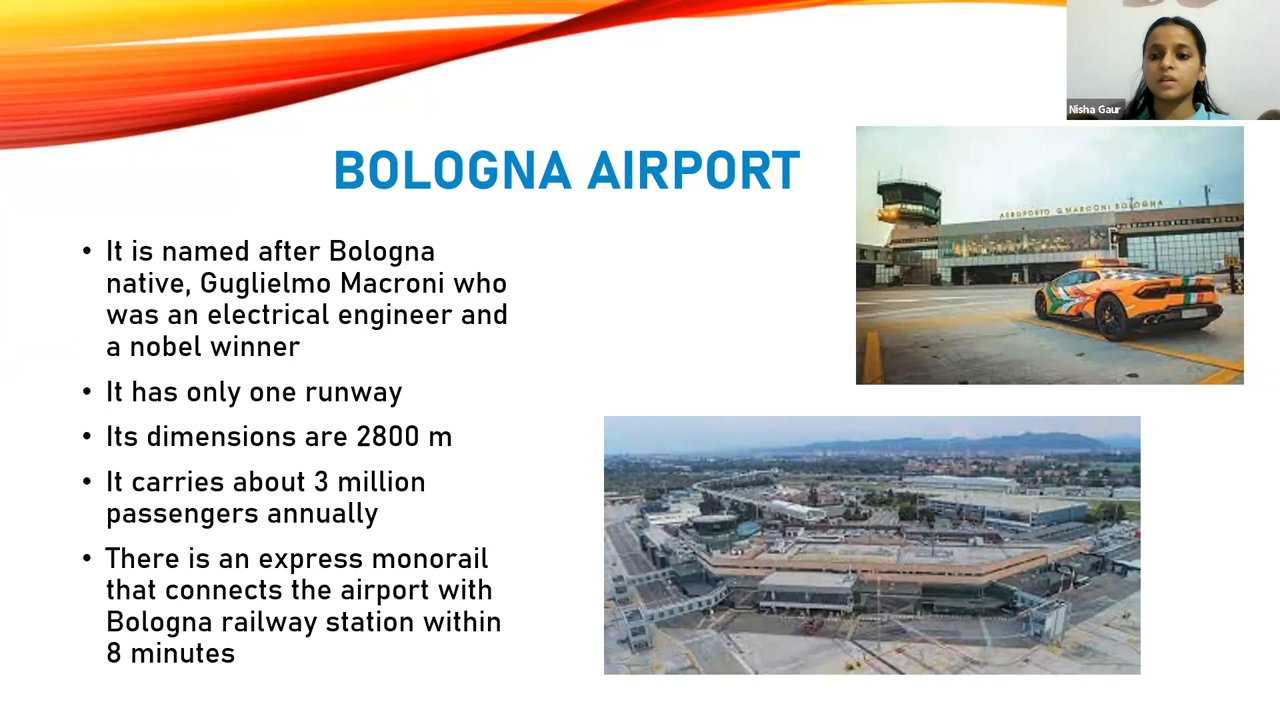 Nisha Gaur
BOLOGNA AIRPORT
AEROPORTO G.MARCONI BOLOGNA
• It is named after Bologna
native, Guglielmo Macroni who
was an electrical engineer and
a nobel winner
• It has only one runway
• Its dimensions are 2800 m
• It carries about 3 million
passengers annually
• There is an express monorail
that connects the airport with
Bologna railway station within
8 minutes